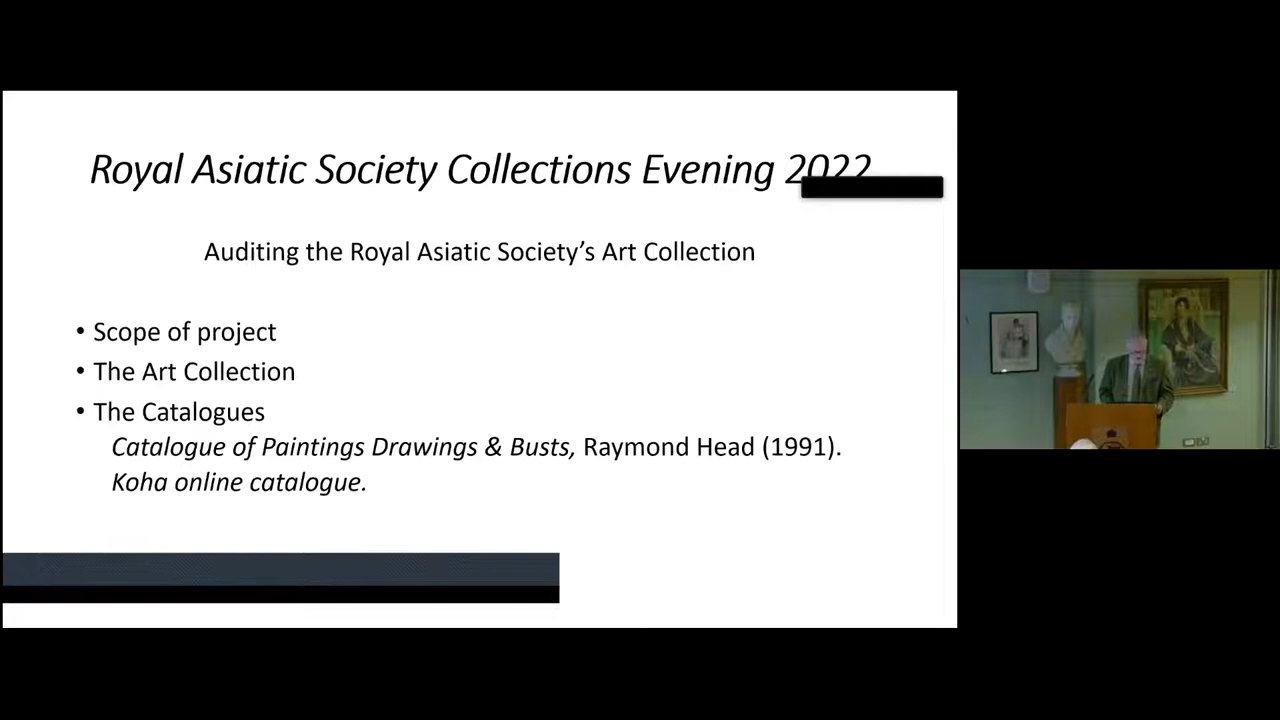 Royal Asiatic Society Collections Evening 2022
Auditing the Royal Asiatic Society’s Art Collection
• Scope of project
• The Art Collection
• The Catalogues
Catalogue of Paintings Drawings & Busts, Raymond Head (1991).
Koha online catalogue.